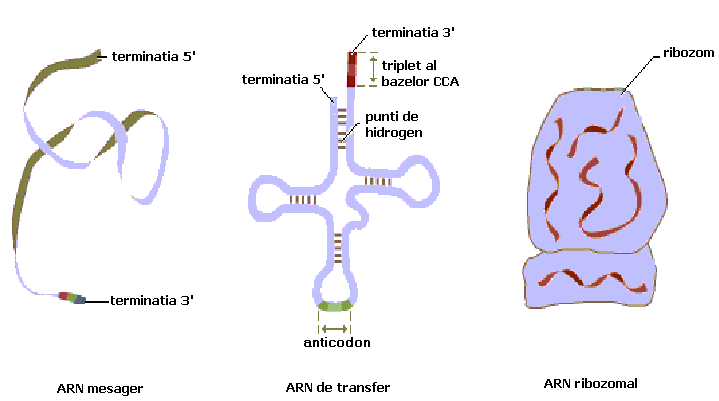 terminatia 5'
terminatia 3'
ARN mesager
terminatia 3'
triplet al
bazelor CCA
terminatia 5'
punti de
hidrogen
anticodon
ARN de transfer
ribozom
ARN ribozomal